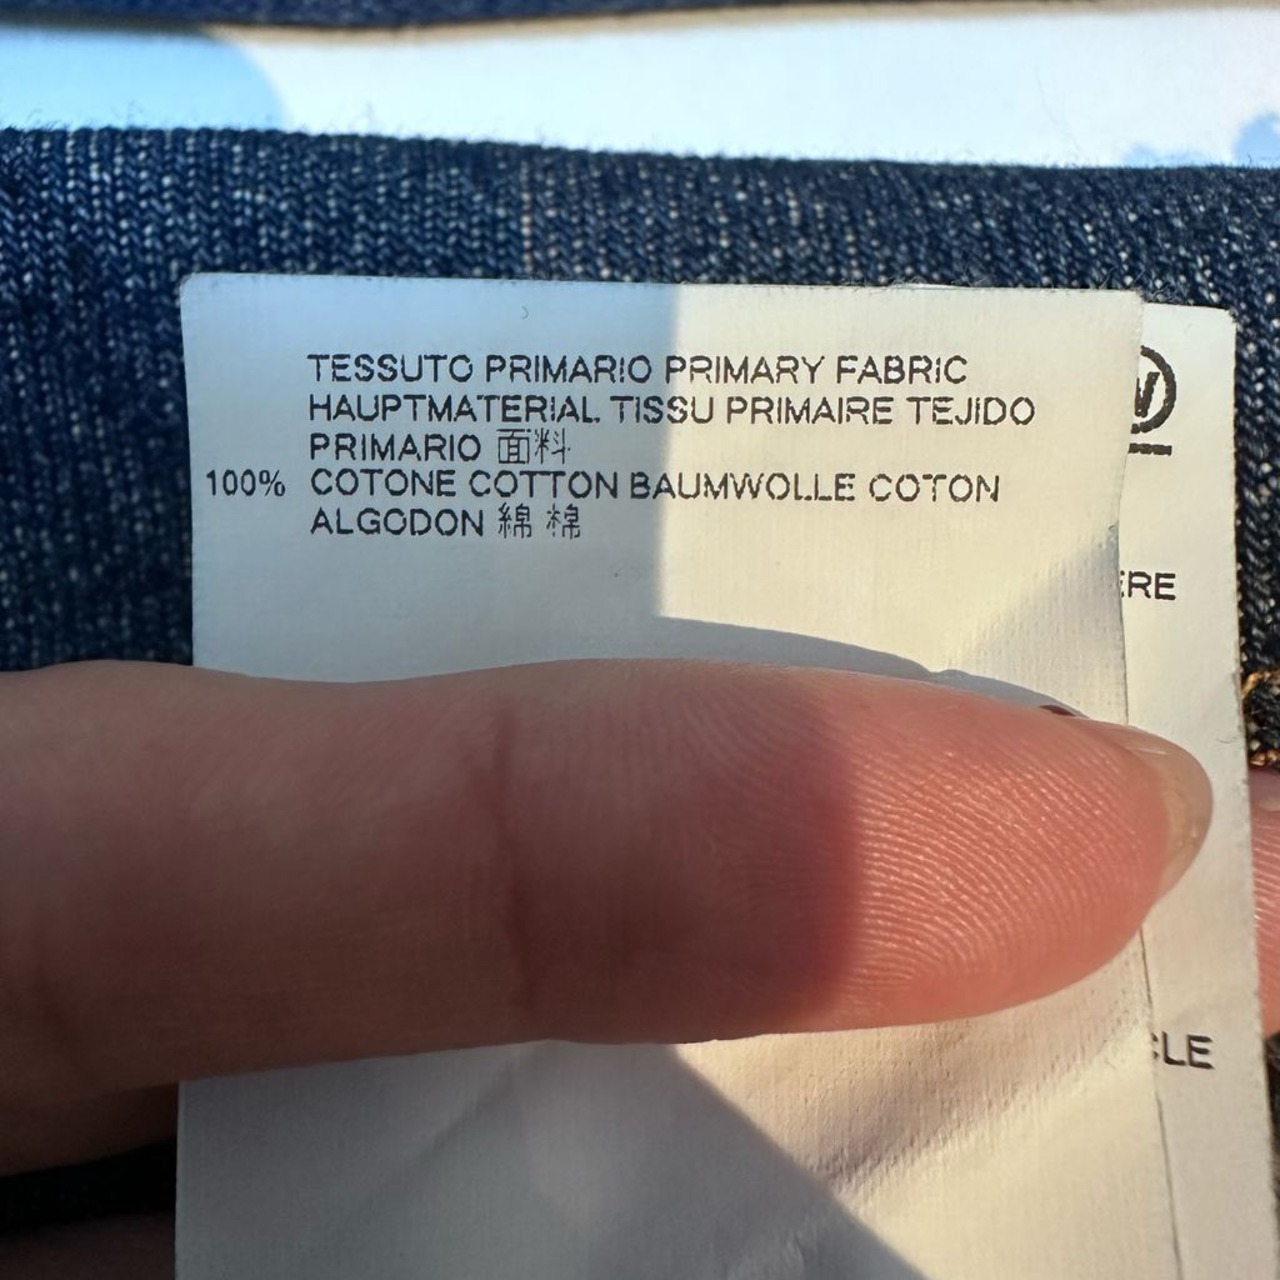 TESSUTO PRIMARIO PRIMARY FABRIC
HAUPTMATERIAL TISSU PRIMAIRE TEJIDO
PRIMARIO 面料
100% COTONE COTTON BAUMWOLLE COTON
ALGODON 綿 棉